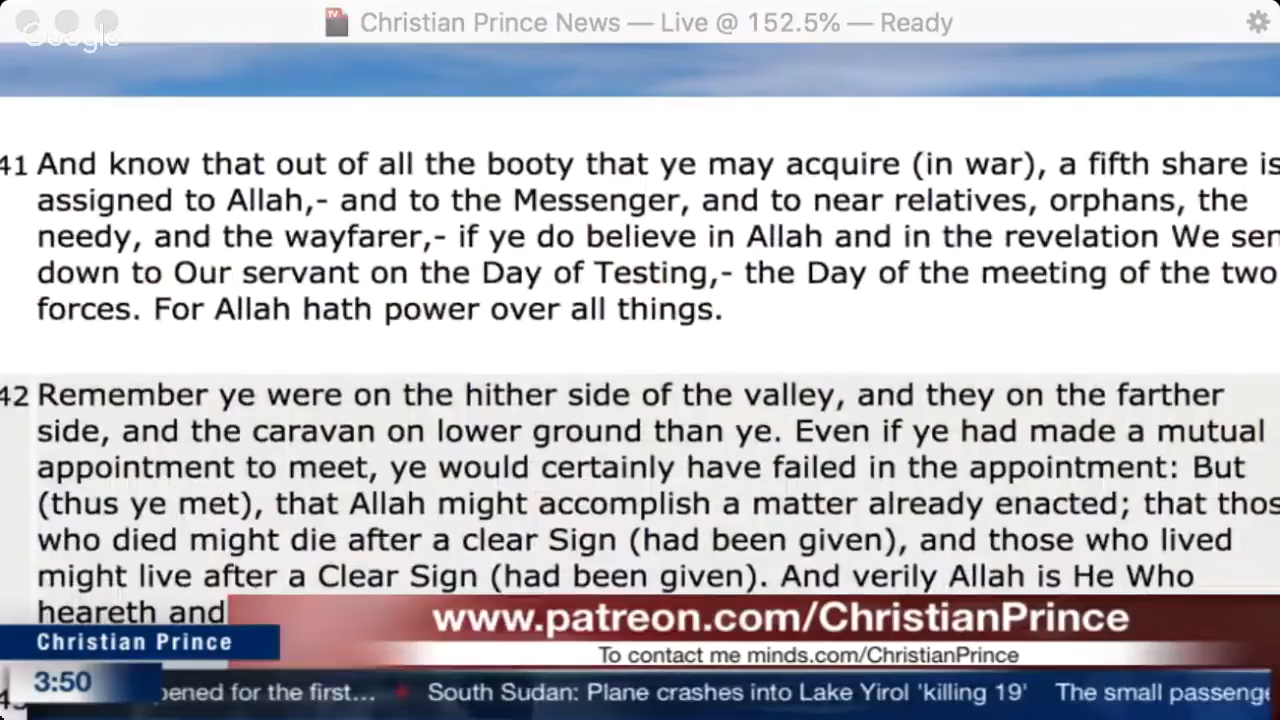 Christian Prince News — Live @ 152.5% — Ready
Google
41 And know that out of all the booty that ye may acquire (in war), a fifth share is
assigned to Allah,- and to the Messenger, and to near relatives, orphans, the
needy, and the wayfarer,- if ye do believe in Allah and in the revelation We sen
down to Our servant on the Day of Testing,- the Day of the meeting of the two
forces. For Allah hath power over all things.
42 Remember ye were on the hither side of the valley, and they on the farther
side, and the caravan on lower ground than ye. Even if ye had made a mutual
appointment to meet, ye would certainly have failed in the appointment: But
(thus ye met), that Allah might accomplish a matter already enacted; that thos
who died might die after a clear Sign (had been given), and those who lived
might live after a Clear Sign (had been given). And verily Allah is He Who
heareth and
www.patreon.com/ChristianPrince
Christian Prince
To contact me minds.com/ChristianPrince
3:50
pened for the first... South Sudan: Plane crashes into Lake Yirol 'killing 19' The small passenge